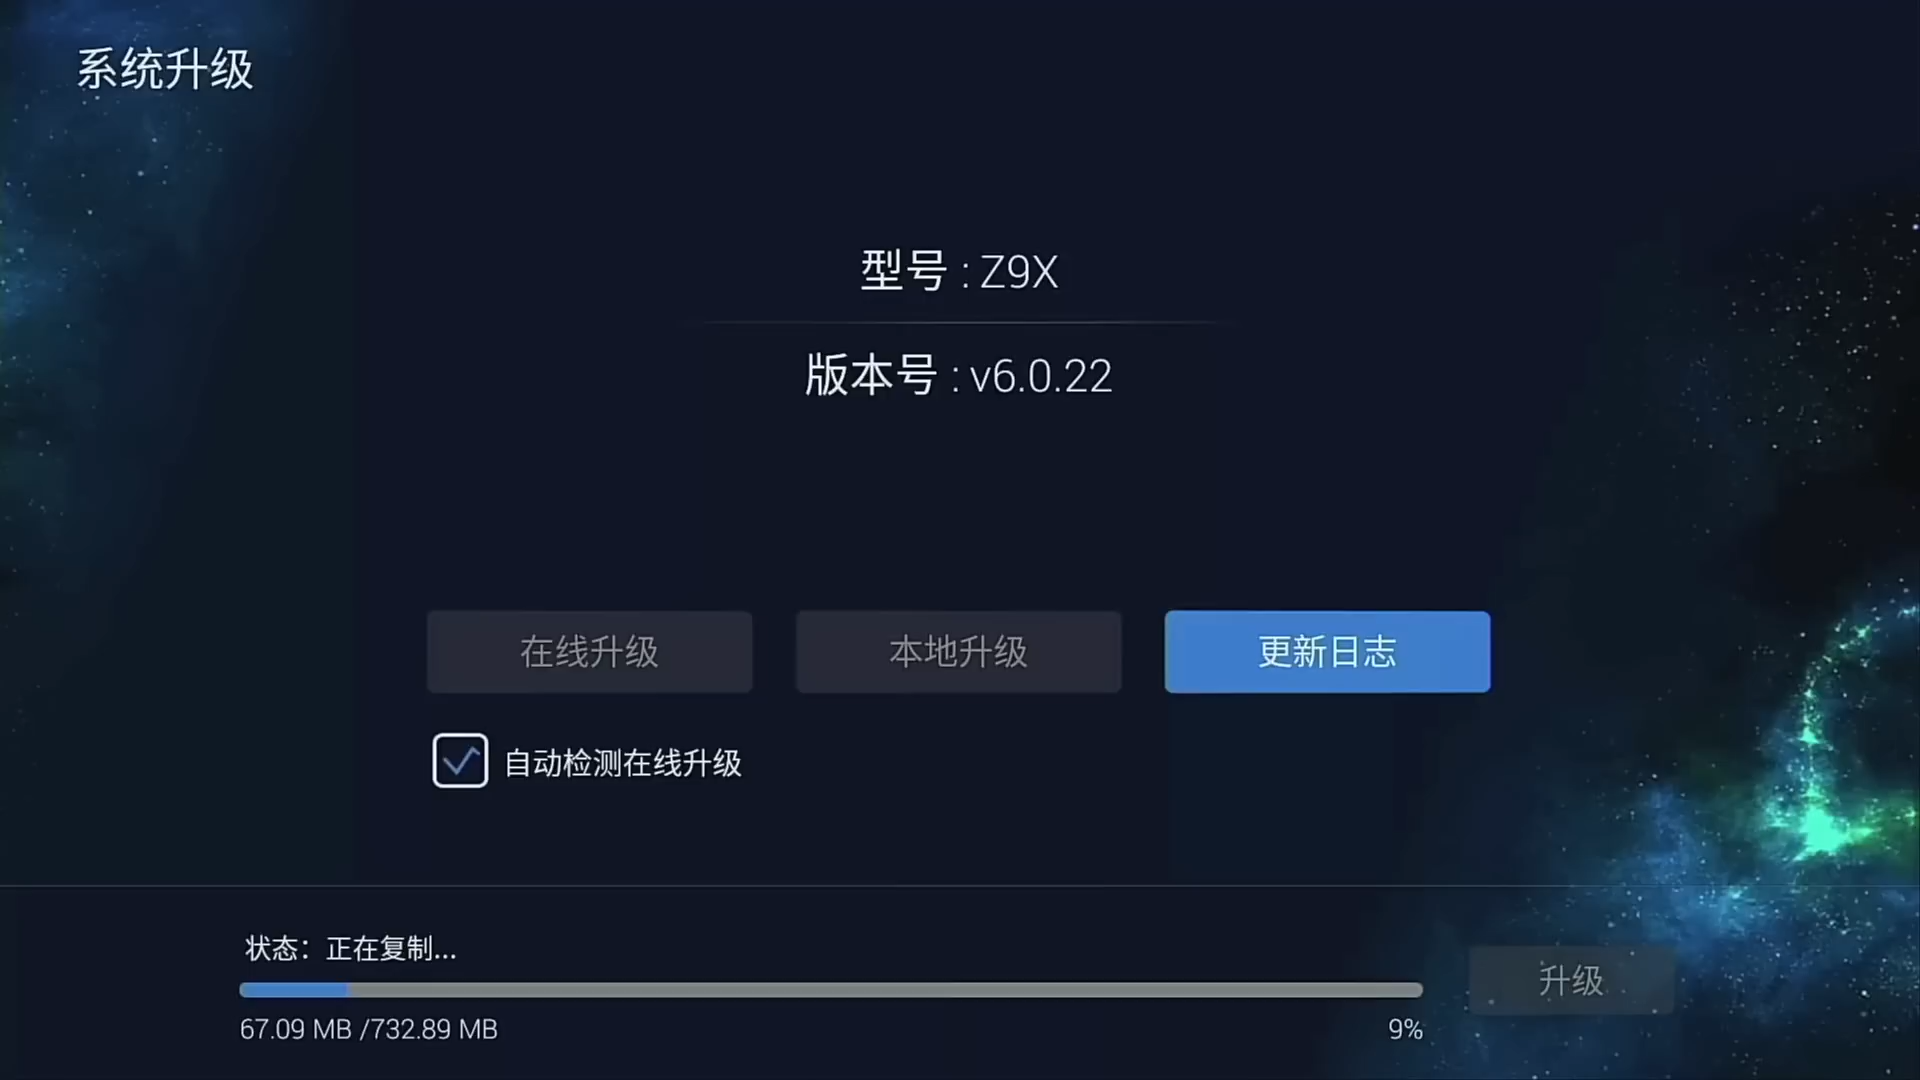 系统升级
型号 : Z9X
版本号 : v6.0.22
在线升级
本地升级
更新日志
自动检测在线升级
状态：正在复制...
升级
67.09 MB /732.89 MB
9%